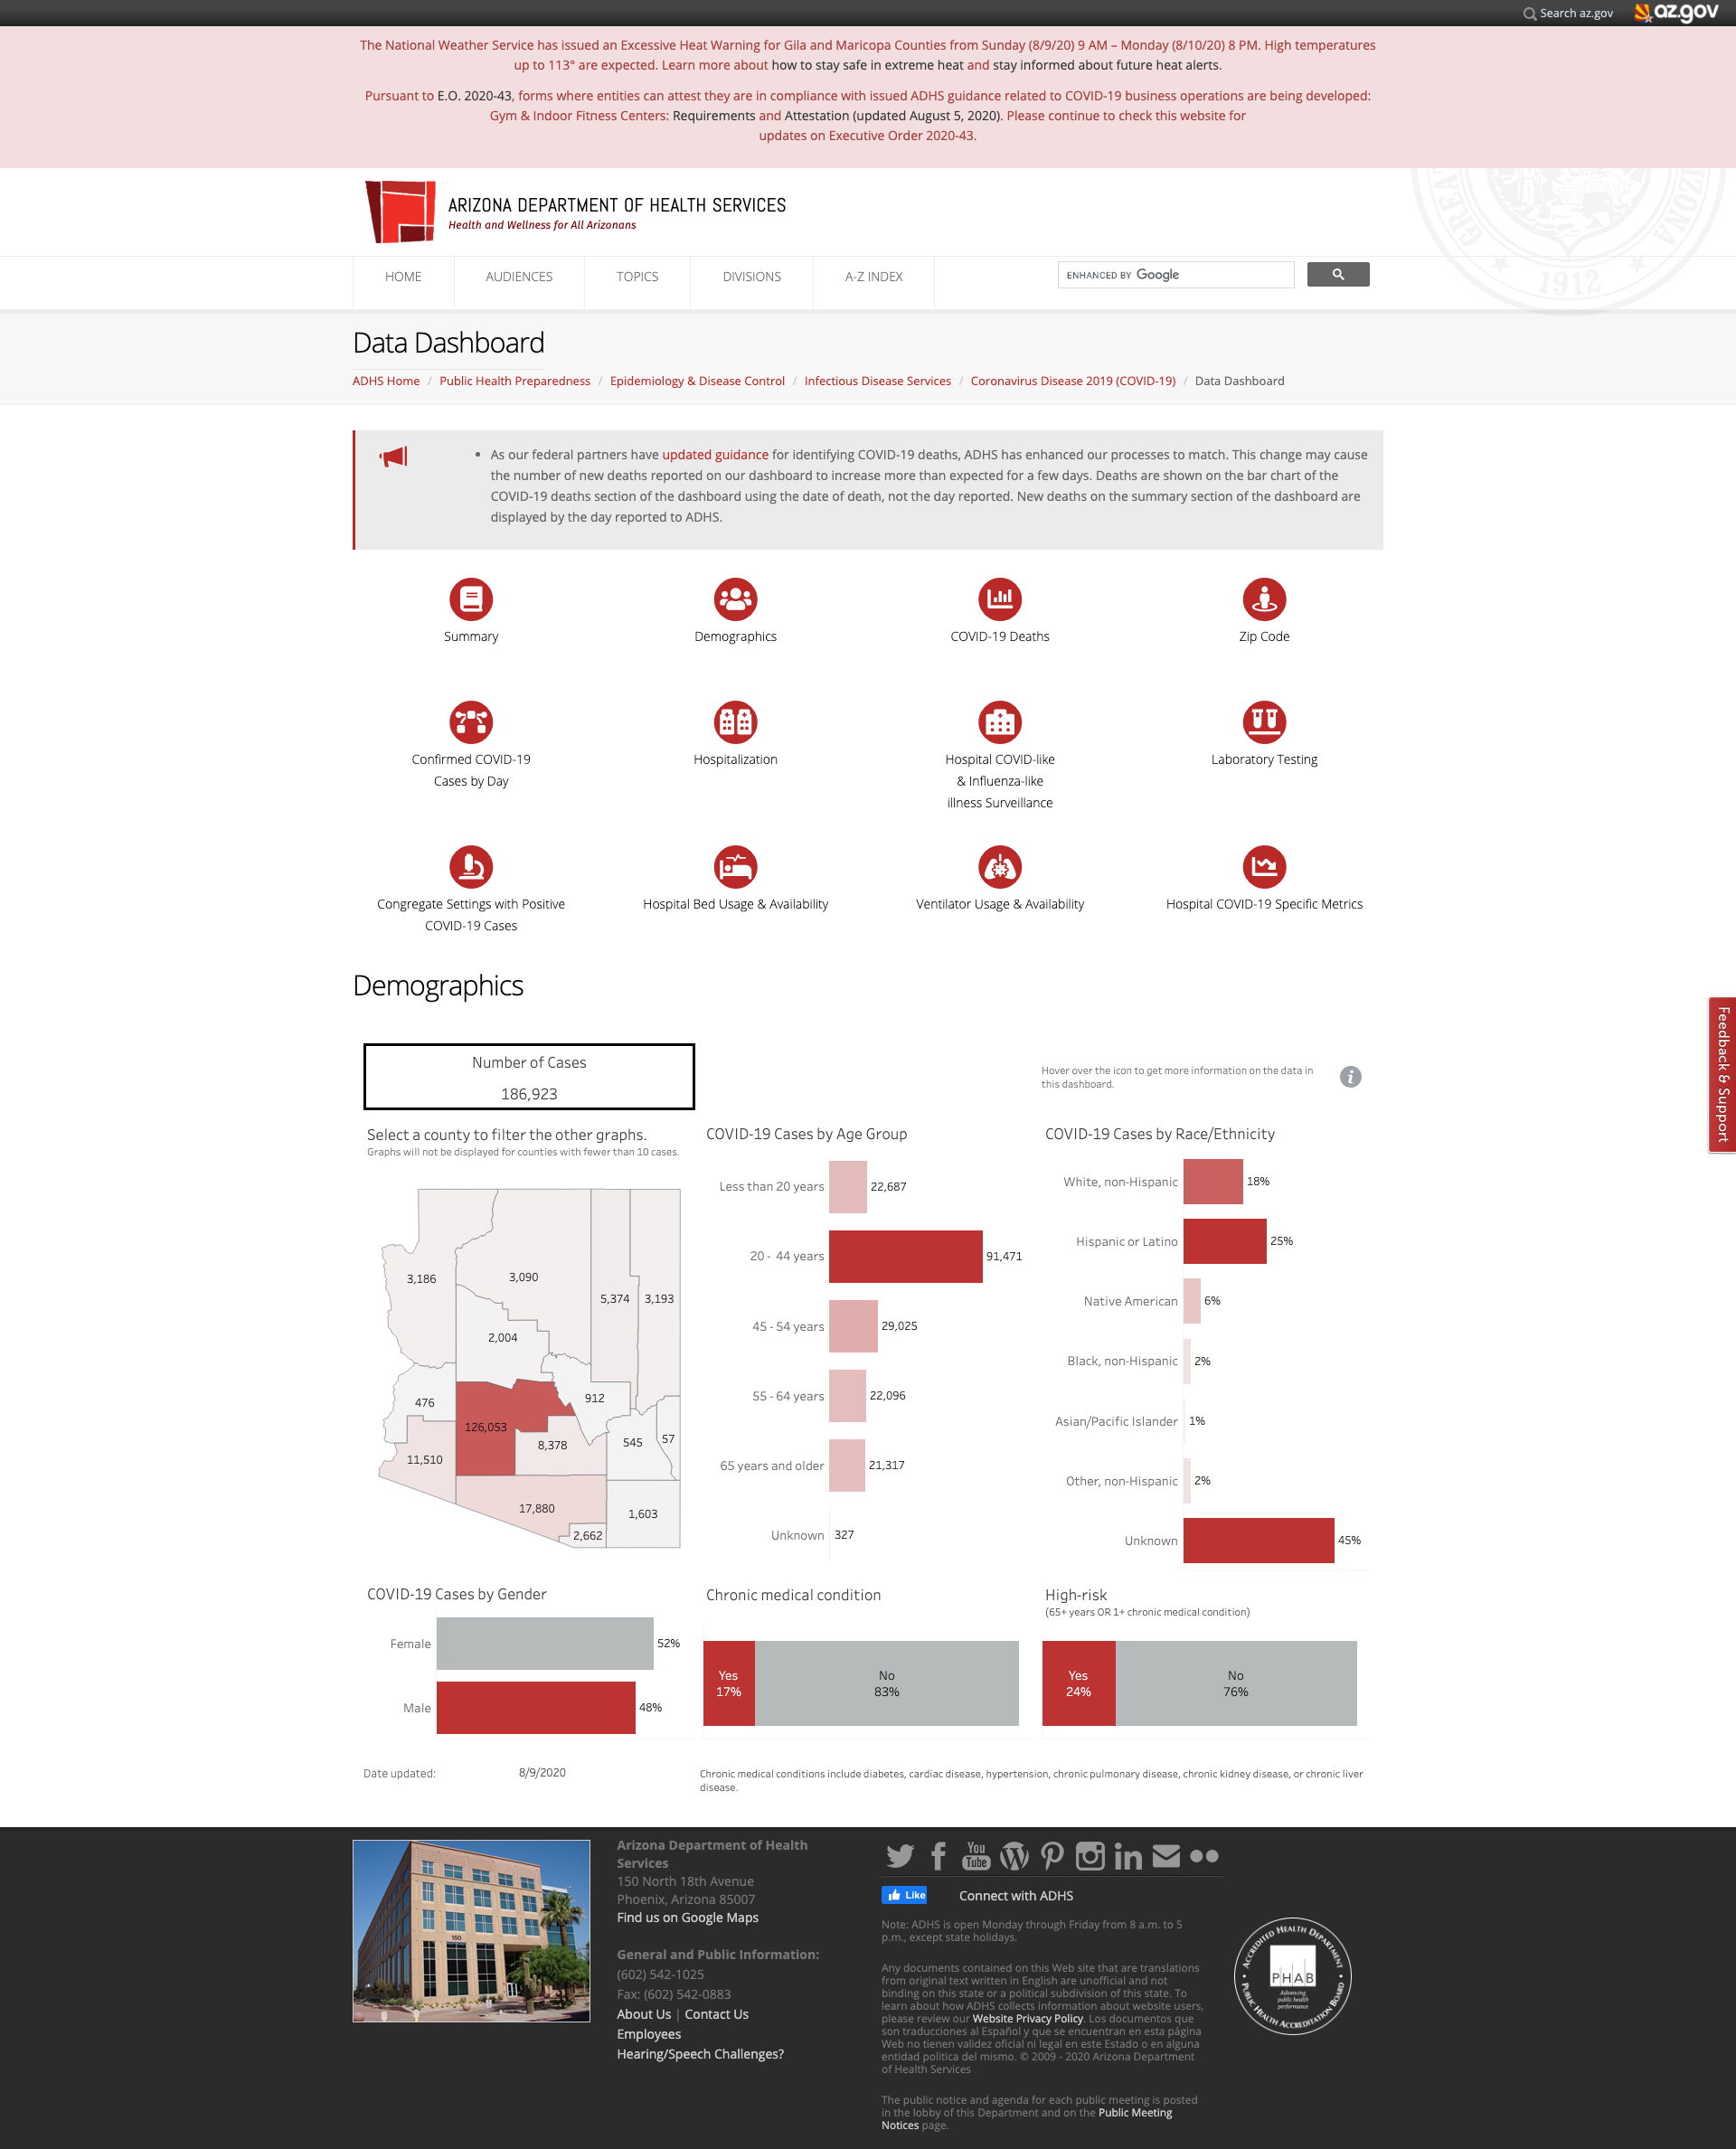 Search az.gov
az.gov
The National Weather Service has issued an Excessive Heat Warning for Gila and Maricopa Counties from Sunday (8/9/20) 9 AM – Monday (8/10/20) 8 PM. High temperatures
up to 113° are expected. Learn more about how to stay safe in extreme heat and stay informed about future heat alerts.
Pursuant to E.O. 2020-43, forms where entities can attest they are in compliance with issued ADHS guidance related to COVID-19 business operations are being developed:
Gym & Indoor Fitness Centers: Requirements and Attestation (updated August 5, 2020). Please continue to check this website for
updates on Executive Order 2020-43.
ARIZONA DEPARTMENT OF HEALTH SERVICES
Health and Wellness for All Arizonans
1912
HOME
AUDIENCES
TOPICS
DIVISIONS
A-Z INDEX
ENHANCED BY Google
Data Dashboard
ADHS Home / Public Health Preparedness / Epidemiology & Disease Control / Infectious Disease Services / Coronavirus Disease 2019 (COVID-19) / Data Dashboard
• As our federal partners have updated guidance for identifying COVID-19 deaths, ADHS has enhanced our processes to match. This change may cause
the number of new deaths reported on our dashboard to increase more than expected for a few days. Deaths are shown on the bar chart of the
COVID-19 deaths section of the dashboard using the date of death, not the day reported. New deaths on the summary section of the dashboard are
displayed by the day reported to ADHS.
Summary
Demographics
COVID-19 Deaths
Zip Code
Confirmed COVID-19
Cases by Day
Hospitalization
Hospital COVID-like
& Influenza-like
illness Surveillance
Laboratory Testing
Congregate Settings with Positive
COVID-19 Cases
Hospital Bed Usage & Availability
Ventilator Usage & Availability
Hospital COVID-19 Specific Metrics
Demographics
Feedback & Support
Number of Cases
186,923
Hover over the icon to get more information on the data in
this dashboard.
Select a county to filter the other graphs.
Graphs will not be displayed for counties with fewer than 10 cases.
3,186
3,090
5,374
3,193
2,004
476
912
126,053
8,378
545
57
11,510
17,880
1,603
2,662
COVID-19 Cases by Age Group
Less than 20 years 22,687
20 - 44 years 91,471
45 - 54 years 29,025
55 - 64 years 22,096
65 years and older 21,317
Unknown 327
COVID-19 Cases by Race/Ethnicity
White, non-Hispanic 18%
Hispanic or Latino 25%
Native American 6%
Black, non-Hispanic 2%
Asian/Pacific Islander 1%
Other, non-Hispanic 2%
Unknown 45%
COVID-19 Cases by Gender
Female 52%
Male 48%
Chronic medical condition
Yes
17%
No
83%
High-risk
(65+ years OR 1+ chronic medical condition)
Yes
24%
No
76%
Date updated: 8/9/2020
Chronic medical conditions include diabetes, cardiac disease, hypertension, chronic pulmonary disease, chronic kidney disease, or chronic liver
disease.
150
Arizona Department of Health
Services
150 North 18th Avenue
Phoenix, Arizona 85007
Find us on Google Maps
General and Public Information:
(602) 542-1025
Fax: (602) 542-0883
About Us | Contact Us
Employees
Hearing/Speech Challenges?
You
Tube
Like
Connect with ADHS
Note: ADHS is open Monday through Friday from 8 a.m. to 5
p.m., except state holidays.
Any documents contained on this Web site that are translations
from original text written in English are unofficial and not
binding on this state or a political subdivision of this state. To
learn about how ADHS collects information about website users,
please review our Website Privacy Policy. Los documentos que
son traducciones al Español y que se encuentran en esta página
Web no tienen validez oficial ni legal en este Estado o en alguna
entidad politica del mismo. © 2009 - 2020 Arizona Department
of Health Services
The public notice and agenda for each public meeting is posted
in the lobby of this Department and on the Public Meeting
Notices page.
ACCREDITED HEALTH DEPARTMENT
PHAB
Advancing
public health
performance
PUBLIC HEALTH ACCREDITATION BOARD